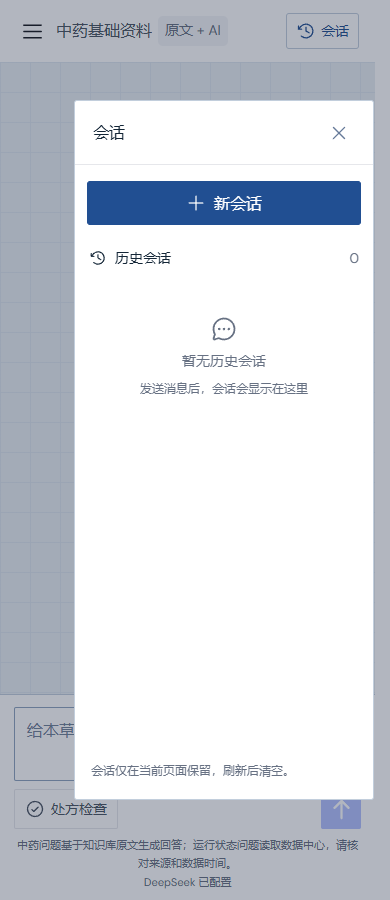 中药基础资料
原文 + AI
会话
会话
新会话
历史会话
0
暂无历史会话
发送消息后，会话会显示在这里
给本草
会话仅在当前页面保留，刷新后清空。
处方检查
中药问题基于知识库原文生成回答；运行状态问题读取数据中心，请核
对来源和数据时间。
DeepSeek 已配置